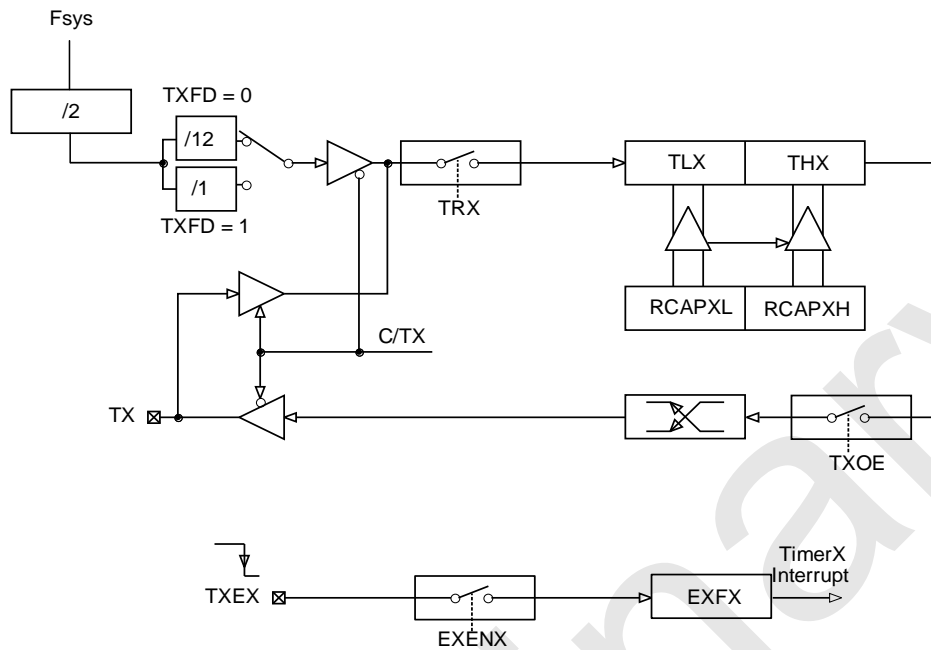 Fsys
/2
TXFD = 0
/12
/1
TXFD = 1
TRX
TLX
THX
RCAPXL
RCAPXH
C/TX
TX
TXOE
TXEX
EXENX
EXFX
TimerX
Interrupt